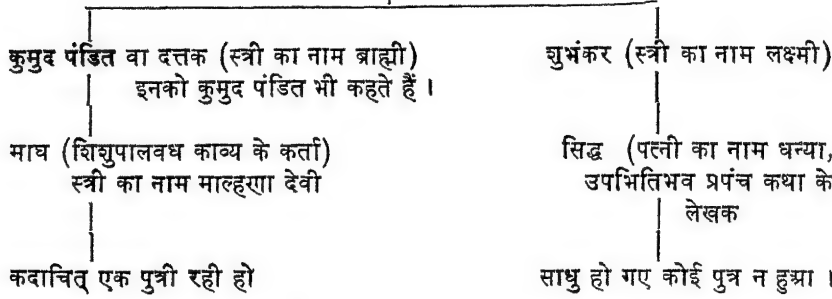 कुमुद पंडित वा दत्तक (स्त्री का नाम ब्राह्मी)
इनको कुमुद पंडित भी कहते हैं ।
माघ (शिशुपालवध काव्य के कर्ता)
स्त्री का नाम माल्हणा देवी
कदाचित् एक पुत्री रही हो
शुभंकर (स्त्री का नाम लक्ष्मी)
सिद्ध (पत्नी का नाम धन्या,
उपभितिभव प्रपंच कथा के
लेखक
साधु हो गए कोई पुत्र न हुआ ।